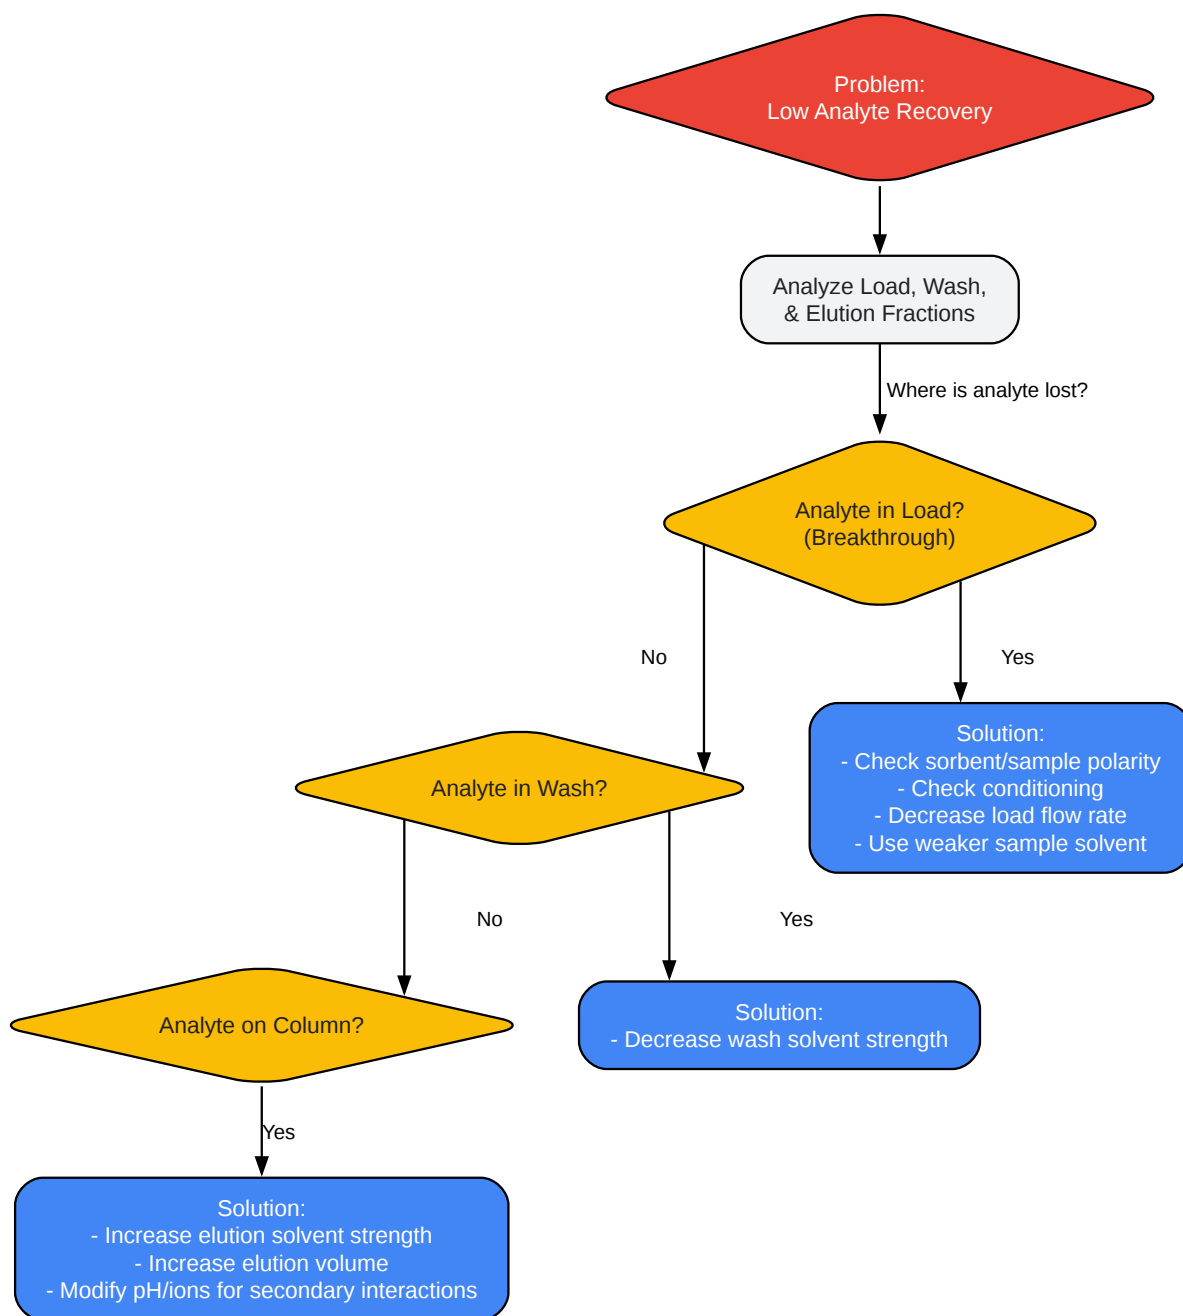 Problem:
Low Analyte Recovery
Analyze Load, Wash,
& Elution Fractions
Where is analyte lost?
Analyte in Load?
(Breakthrough)
No
Yes
Solution:
- Check sorbent/sample polarity
- Check conditioning
- Decrease load flow rate
- Use weaker sample solvent
Analyte in Wash?
No
Yes
Solution:
- Decrease wash solvent strength
Analyte on Column?
Yes
Solution:
- Increase elution solvent strength
- Increase elution volume
- Modify pH/ions for secondary interactions